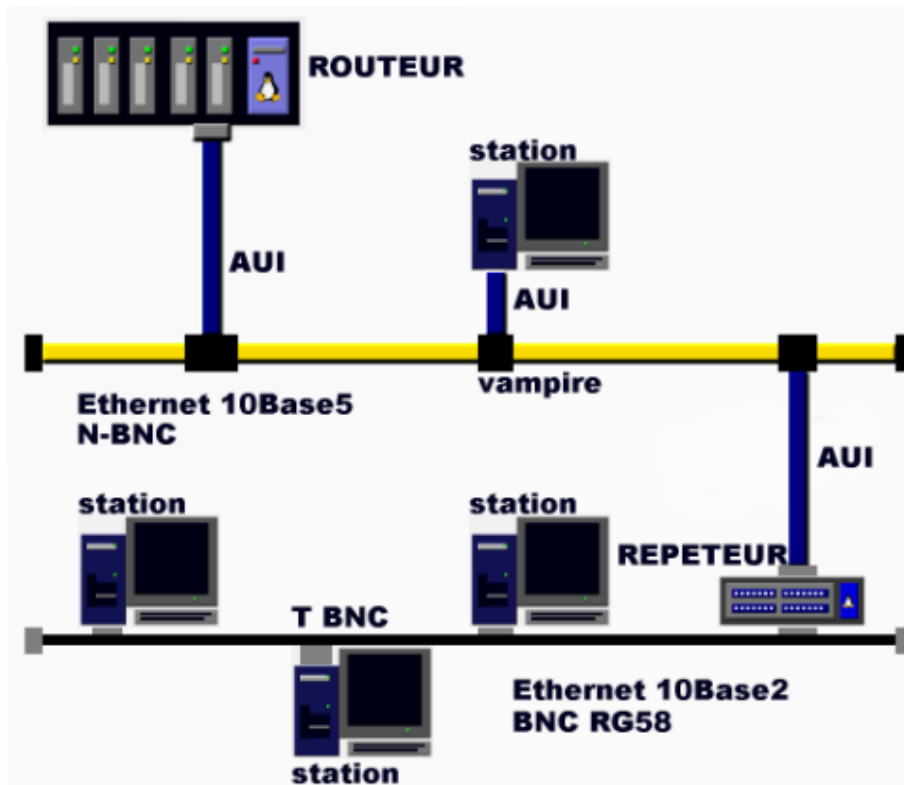 ROUTEUR
station
AUI
AUI
vampire
Ethernet 10Base5
N-BNC
AUI
station
station
REPETEUR
T BNC
Ethernet 10Base2
BNC RG58
station